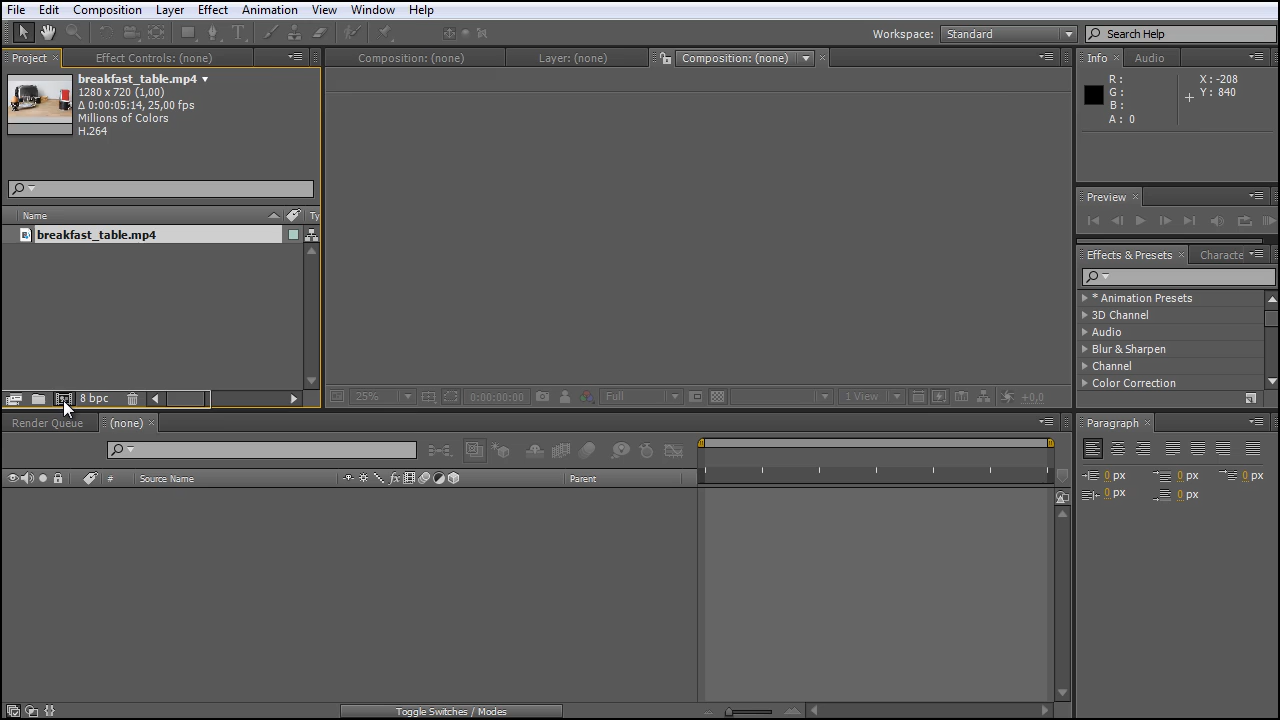 File Edit Composition Layer Effect Animation View Window Help
Workspace: Standard Search Help
Project Effect Controls: (none) Composition: (none) Layer: (none) Composition: (none) Info Audio
breakfast_table.mp4
1280 x 720 (1,00)
Δ 0:00:05:14, 25,00 fps
Millions of Colors
H.264
R :
G :
B :
A : 0
X : -208
Y : 840
Preview
Name Ty
breakfast_table.mp4
Effects & Presets Characte
* Animation Presets
3D Channel
Audio
Blur & Sharpen
Channel
Color Correction
8 bpc
25% 0:00:00:00 Full 1 View +0,0
Render Queue (none) Paragraph
# Source Name fx Parent
0 px 0 px 0 px
0 px 0 px
Toggle Switches / Modes